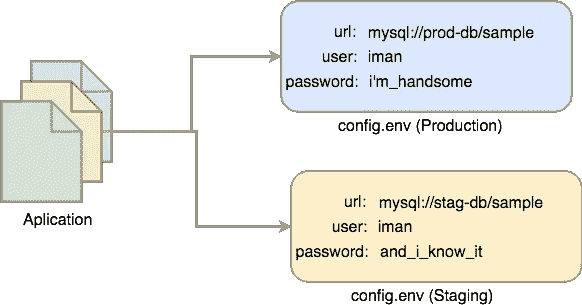 url: mysql://prod-db/sample
user: iman
password: i'm_handsome
config.env (Production)
Aplication
url: mysql://stag-db/sample
user: iman
password: and_i_know_it
config.env (Staging)